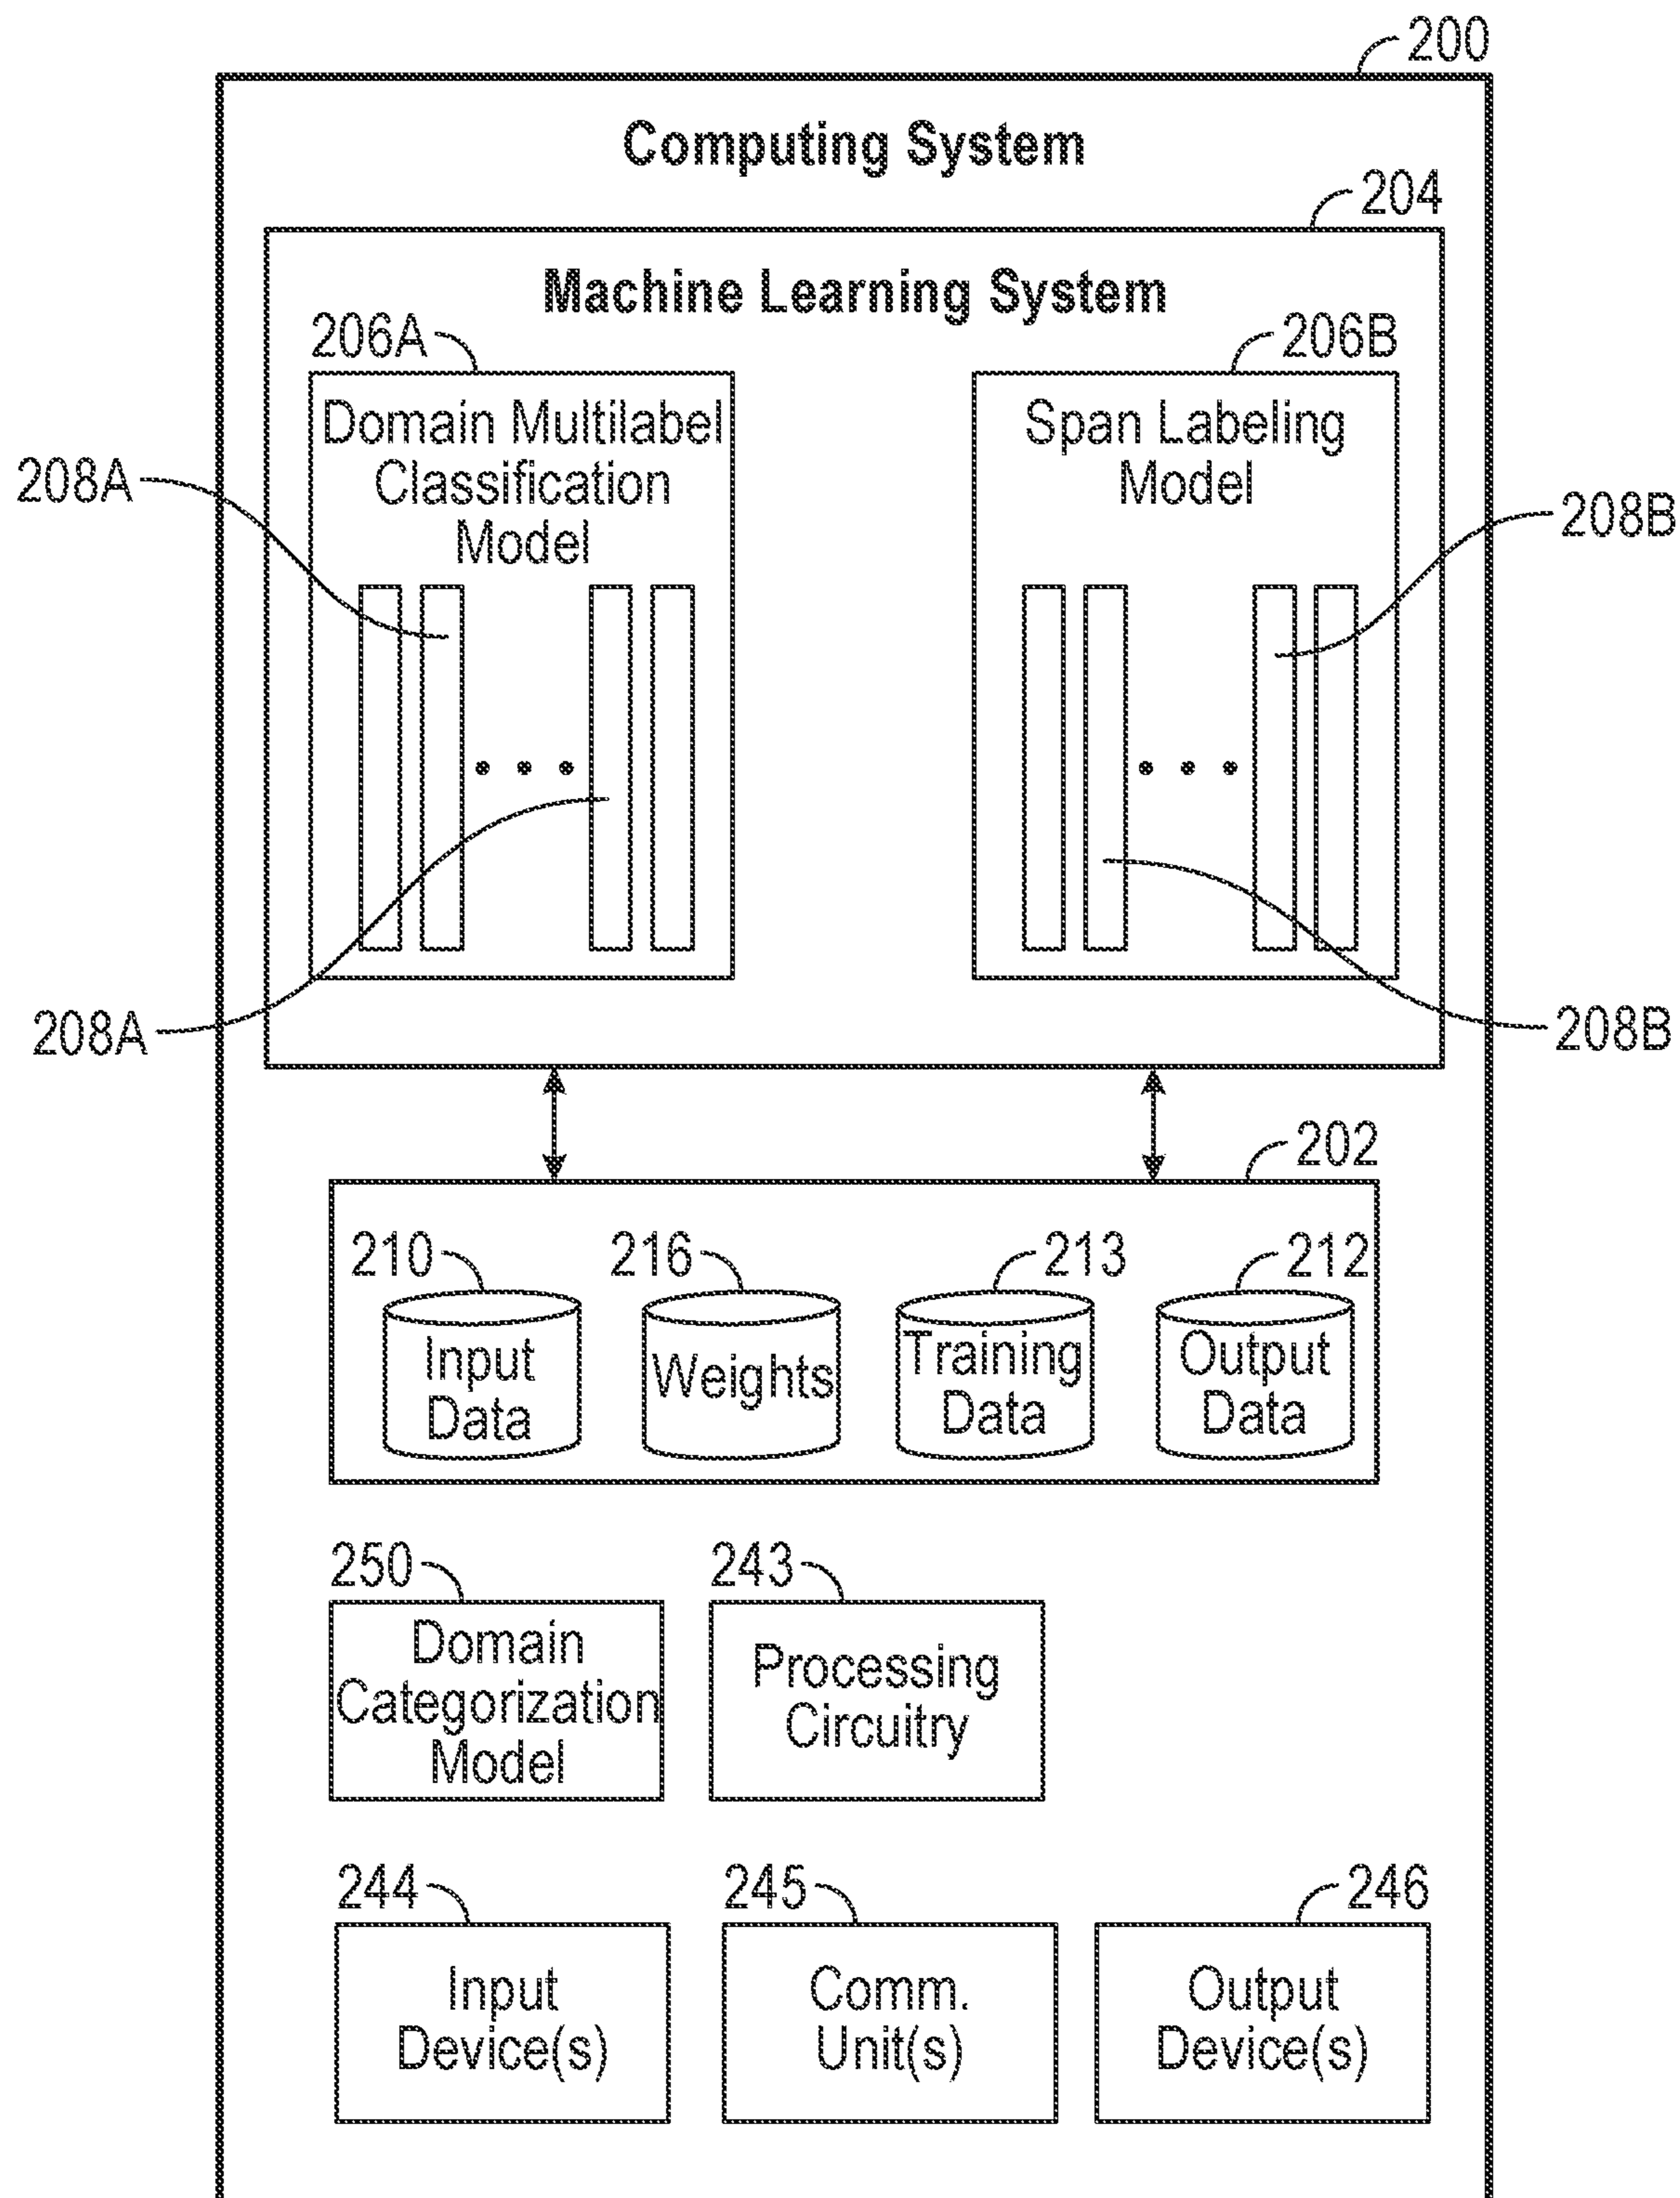 200
Computing System
204
Machine Learning System
206A
206B
Domain Multilabel
Classification
Model
Span Labeling
Model
208A
208B
208A
208B
202
210
216
213
212
Input
Data
Weights
Training
Data
Output
Data
250
243
Domain
Categorization
Model
Processing
Circuitry
244
245
246
Input
Device(s)
Comm.
Unit(s)
Output
Device(s)